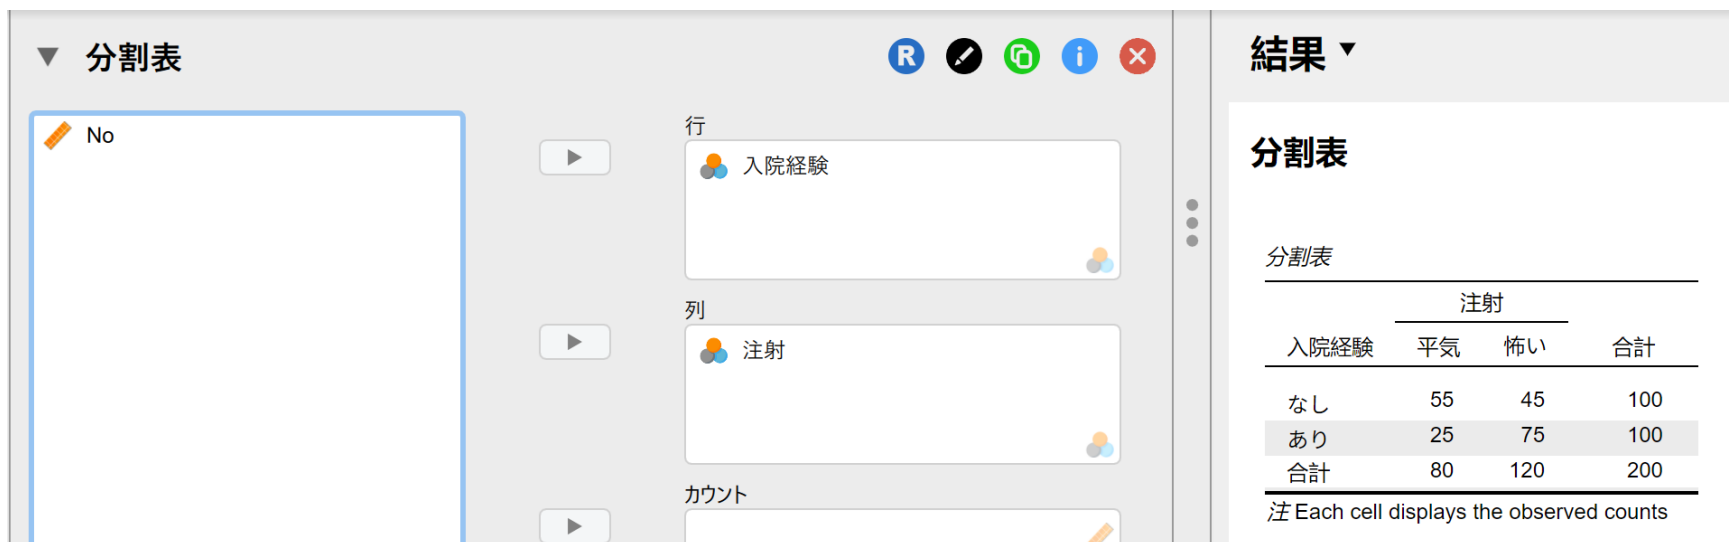 分割表
R
i
No
行
入院経験
列
注射
カウント
結果
分割表
分割表
注射
入院経験 平気 怖い 合計
なし 55 45 100
あり 25 75 100
合計 80 120 200
注 Each cell displays the observed counts